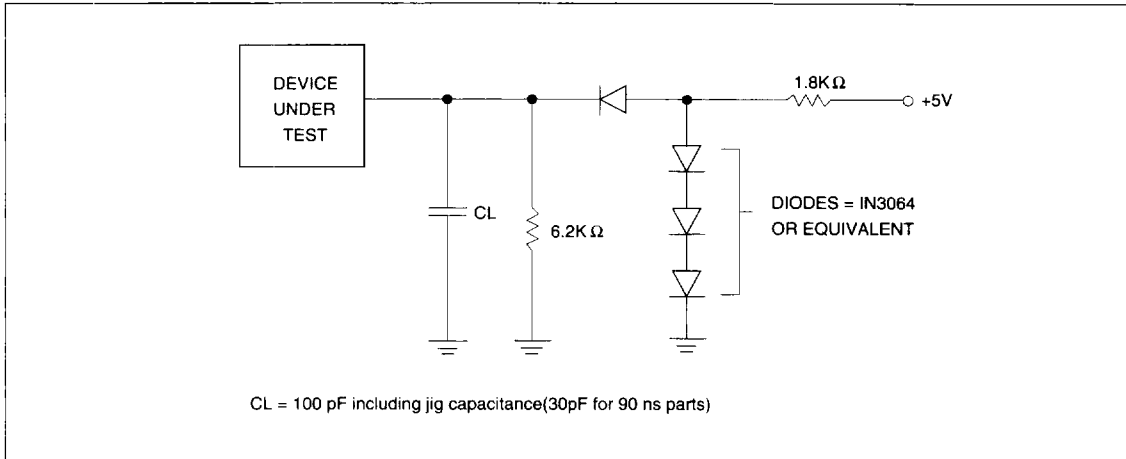 DEVICE
UNDER
TEST
1.8KΩ
+5V
CL
6.2KΩ
DIODES = IN3064
OR EQUIVALENT
CL = 100 pF including jig capacitance(30pF for 90 ns parts)